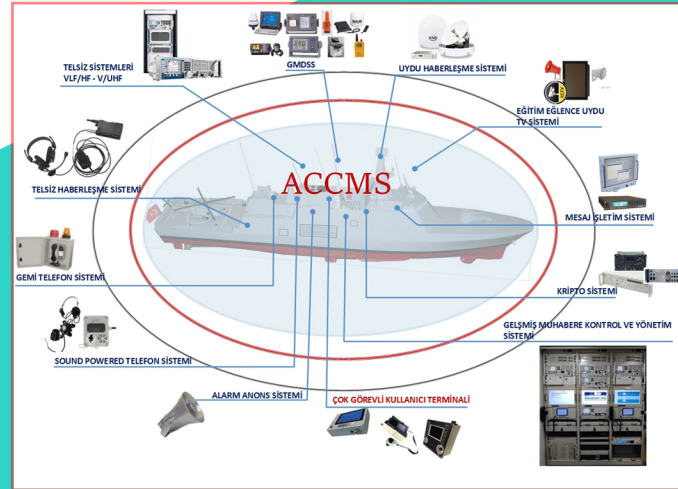 TELSİZ SİSTEMLERİ
VLF/HF - V/UHF
GMDSS
UYDU HABERLEŞME SİSTEMİ
EĞİTİM EĞLENCE UYDU
TV SİSTEMİ
ACCMS
TELSİZ HABERLEŞME SİSTEMİ
MESAJ İŞLETİM SİSTEMİ
GEMİ TELEFON SİSTEMİ
KRİPTO SİSTEMİ
GELŞMİŞ MUHABERE KONTROL VE YÖNETİM
SİSTEMİ
SOUND POWERED TELEFON SİSTEMİ
ALARM ANONS SİSTEMİ
ÇOK GÖREVLİ KULLANICI TERMİNALİ